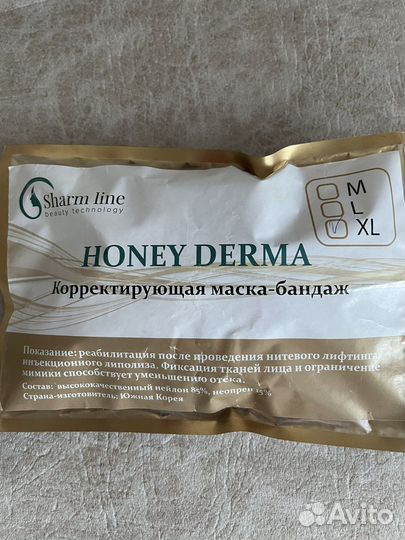 Sharm line
beauty technology
M
L
XL
HONEY DERMA
Корректирующая маска-бандаж
Показание: реабилитация после проведения нитевого лифтинга
инъекционного липолиза. Фиксация тканей лица и ограничение
мимики способствует уменьшению отека.
Состав: высококачественный нейлон 85%, неопрен 15%
Страна-изготовитель: Южная Корея
Avito